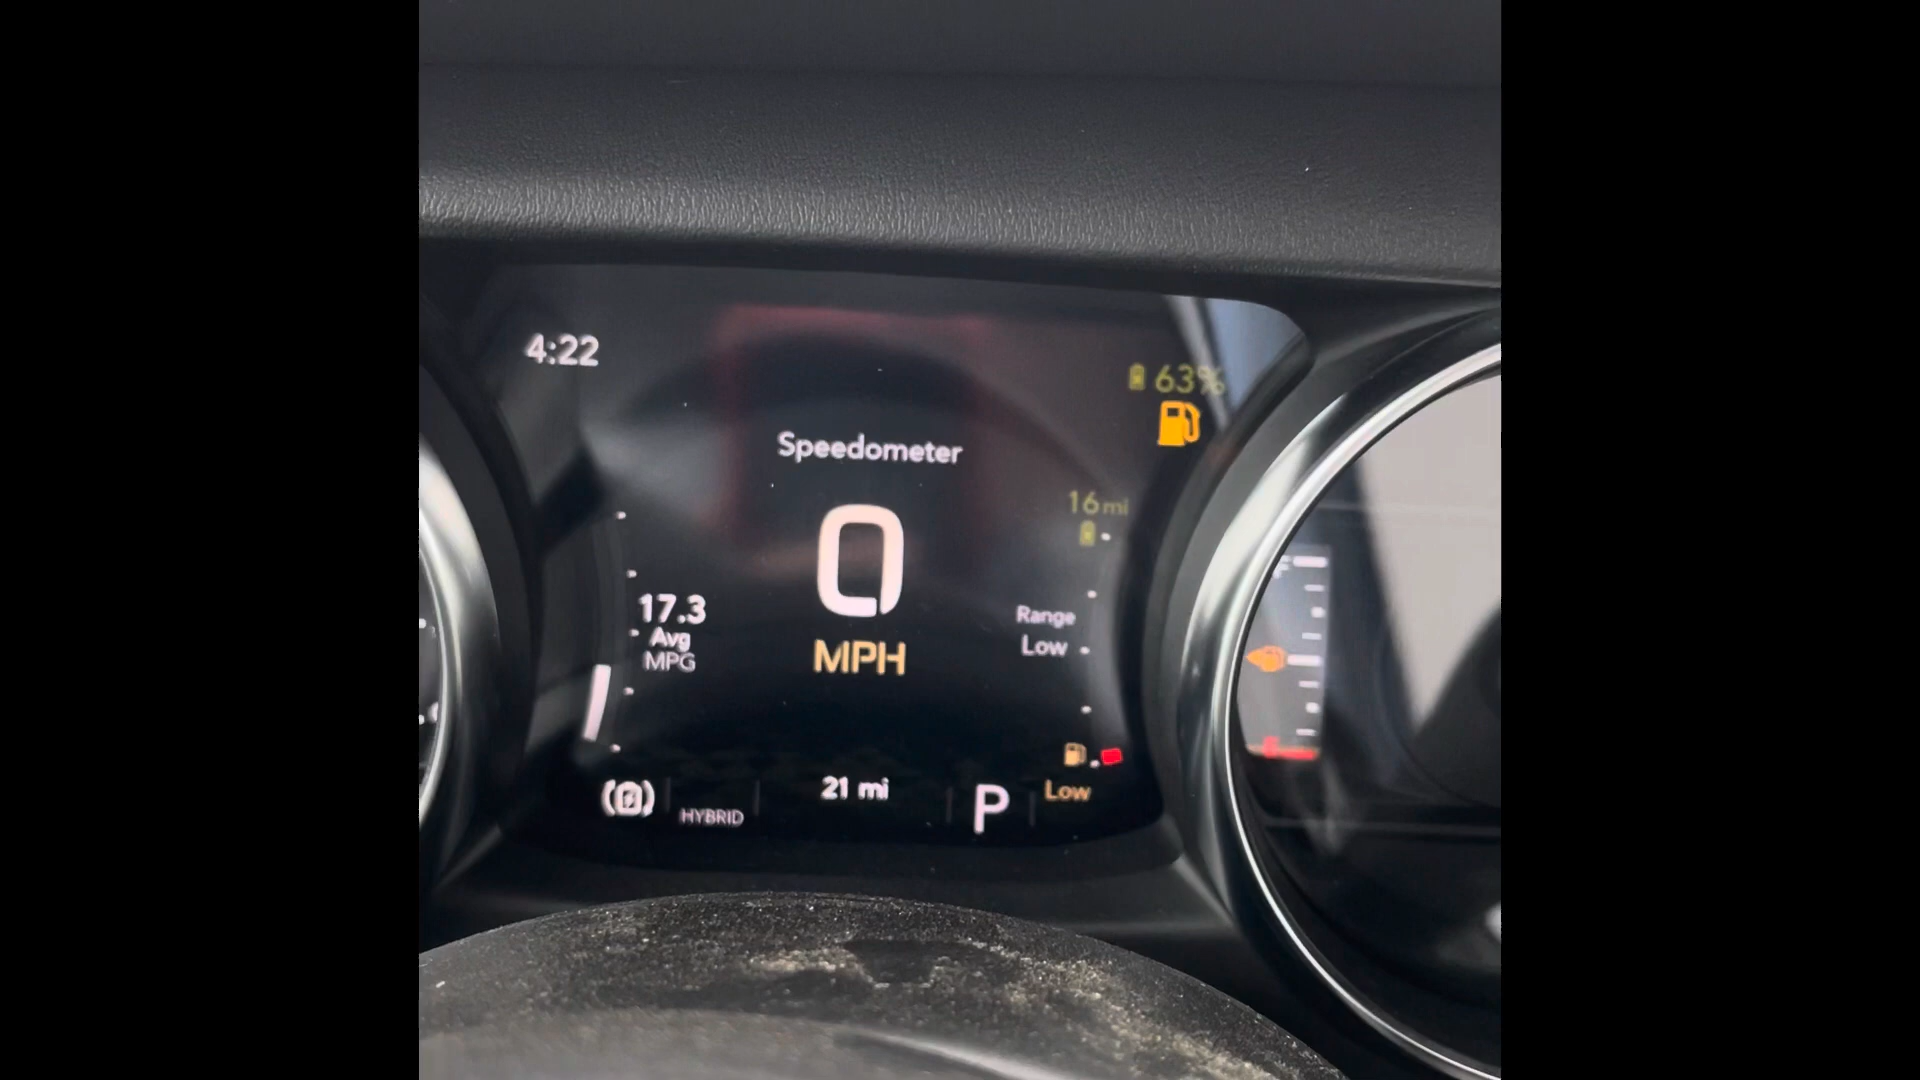 4:22
63%
Speedometer
16 mi
0
17.3
Avg
MPG
MPH
Range
Low
HYBRID
21 mi
P
Low